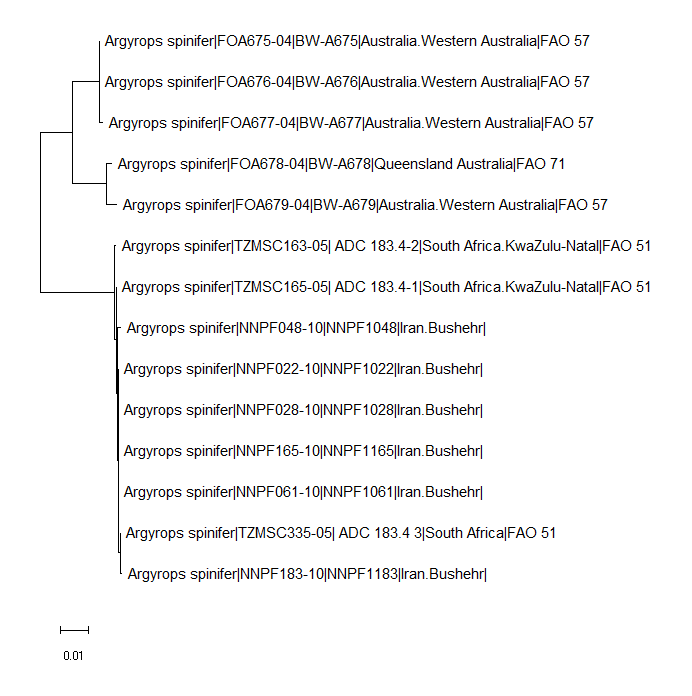 Argyrops spinifer|FOA675-04|BW-A675|Australia.Western Australia|FAO 57
Argyrops spinifer|FOA676-04|BW-A676|Australia.Western Australia|FAO 57
Argyrops spinifer|FOA677-04|BW-A677|Australia.Western Australia|FAO 57
Argyrops spinifer|FOA678-04|BW-A678|Queensland Australia|FAO 71
Argyrops spinifer|FOA679-04|BW-A679|Australia.Western Australia|FAO 57
Argyrops spinifer|TZMSC163-05| ADC 183.4-2|South Africa.KwaZulu-Natal|FAO 51
Argyrops spinifer|TZMSC165-05| ADC 183.4-1|South Africa.KwaZulu-Natal|FAO 51
Argyrops spinifer|NNPF048-10|NNPF1048|Iran.Bushehr|
Argyrops spinifer|NNPF022-10|NNPF1022|Iran.Bushehr|
Argyrops spinifer|NNPF028-10|NNPF1028|Iran.Bushehr|
Argyrops spinifer|NNPF165-10|NNPF1165|Iran.Bushehr|
Argyrops spinifer|NNPF061-10|NNPF1061|Iran.Bushehr|
Argyrops spinifer|TZMSC335-05| ADC 183.4 3|South Africa|FAO 51
Argyrops spinifer|NNPF183-10|NNPF1183|Iran.Bushehr|
0.01